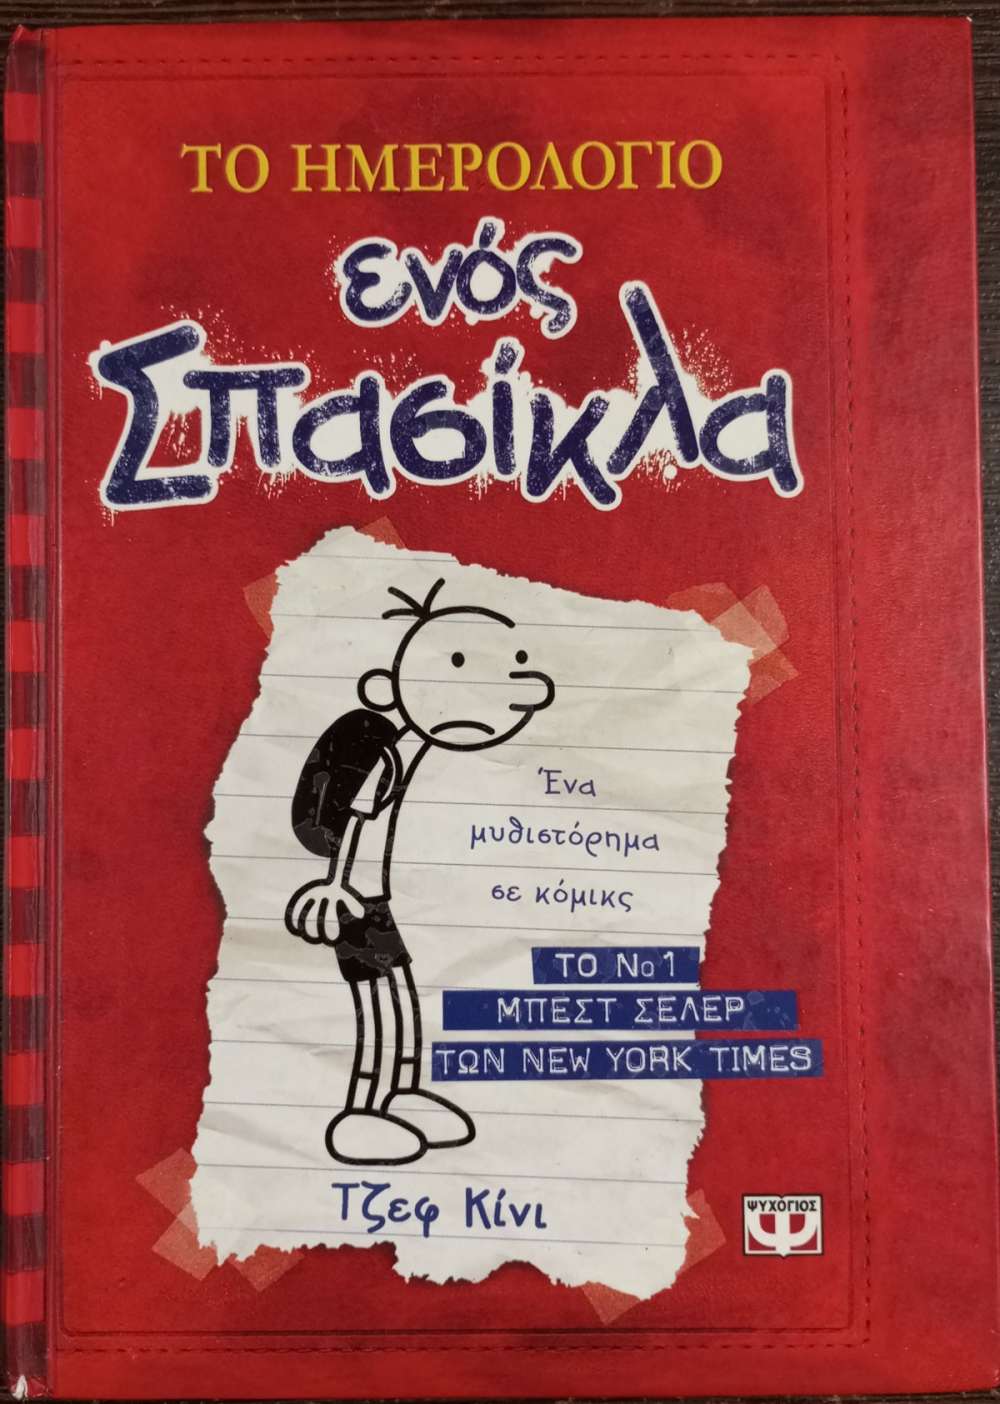 ΤΟ ΗΜΕΡΟΛΟΓΙΟ
ενός
Σπασίκλα
Ένα
μυθιστόρημα
σε κόμικς
ΤΟ Νο 1
ΜΠΕΣΤ ΣΕΛΕΡ
ΤΩΝ NEW YORK TIMES
Τζεφ Κίνι
ΨΥΧΟΓΙΟΣ